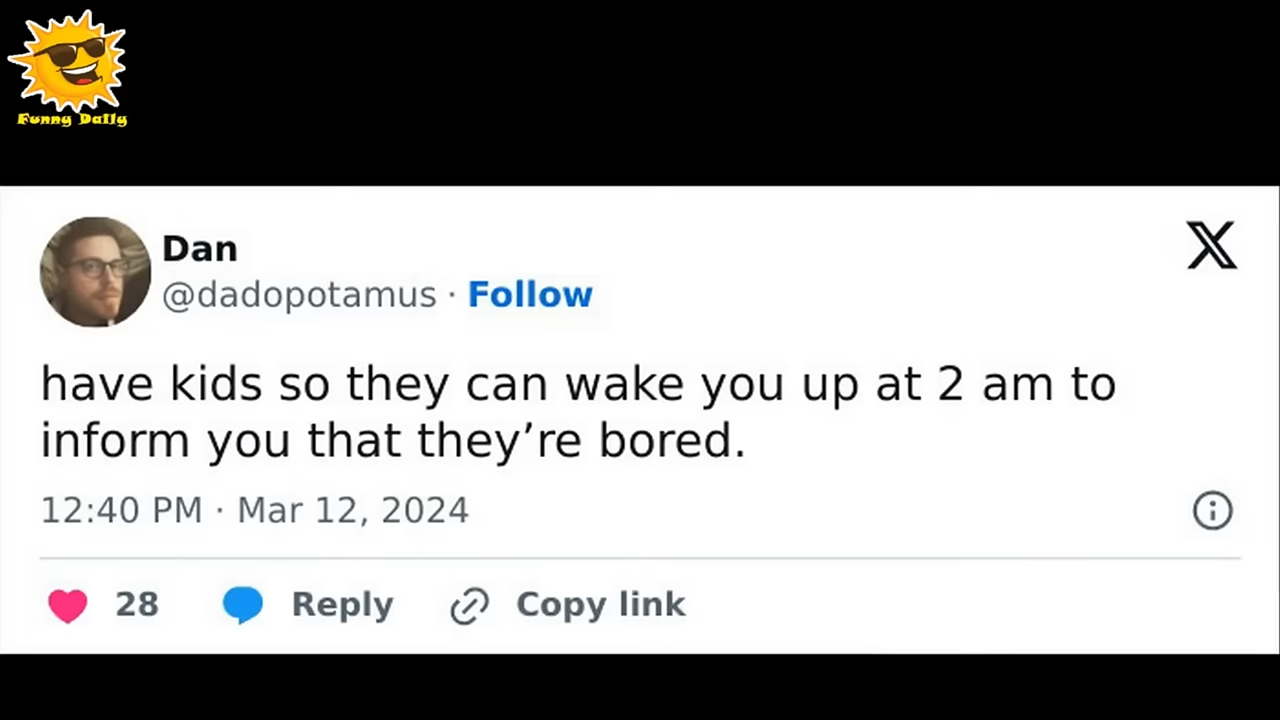 Funny Daily
Dan
@dadopotamus · Follow
have kids so they can wake you up at 2 am to
inform you that they’re bored.
12:40 PM · Mar 12, 2024
28 Reply Copy link